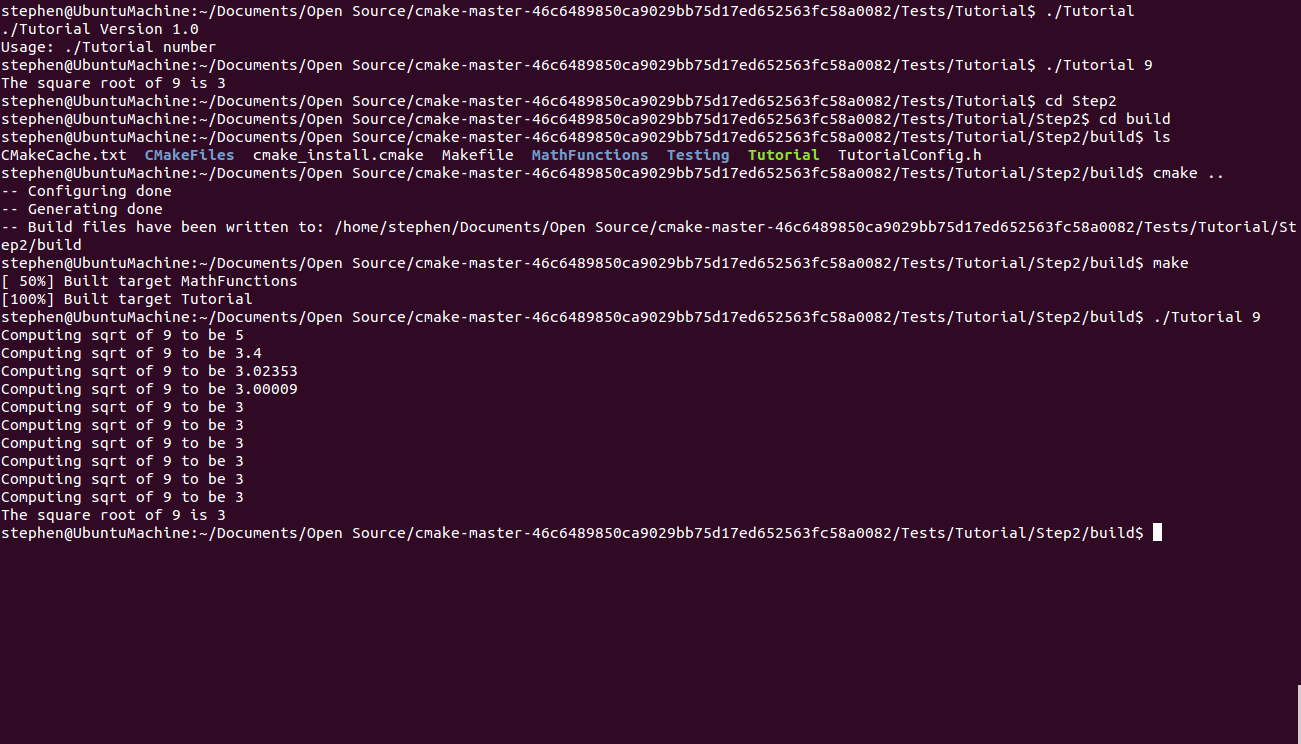 stephen@UbuntuMachine:~/Documents/Open Source/cmake-master-46c6489850ca9029bb75d17ed652563fc58a0082/Tests/Tutorial$ ./Tutorial
./Tutorial Version 1.0
Usage: ./Tutorial number
stephen@UbuntuMachine:~/Documents/Open Source/cmake-master-46c6489850ca9029bb75d17ed652563fc58a0082/Tests/Tutorial$ ./Tutorial 9
The square root of 9 is 3
stephen@UbuntuMachine:~/Documents/Open Source/cmake-master-46c6489850ca9029bb75d17ed652563fc58a0082/Tests/Tutorial$ cd Step2
stephen@UbuntuMachine:~/Documents/Open Source/cmake-master-46c6489850ca9029bb75d17ed652563fc58a0082/Tests/Tutorial/Step2$ cd build
stephen@UbuntuMachine:~/Documents/Open Source/cmake-master-46c6489850ca9029bb75d17ed652563fc58a0082/Tests/Tutorial/Step2/build$ ls
CMakeCache.txt  CMakeFiles  cmake_install.cmake  Makefile  MathFunctions  Testing  Tutorial  TutorialConfig.h
stephen@UbuntuMachine:~/Documents/Open Source/cmake-master-46c6489850ca9029bb75d17ed652563fc58a0082/Tests/Tutorial/Step2/build$ cmake ..
-- Configuring done
-- Generating done
-- Build files have been written to: /home/stephen/Documents/Open Source/cmake-master-46c6489850ca9029bb75d17ed652563fc58a0082/Tests/Tutorial/St
ep2/build
stephen@UbuntuMachine:~/Documents/Open Source/cmake-master-46c6489850ca9029bb75d17ed652563fc58a0082/Tests/Tutorial/Step2/build$ make
[ 50%] Built target MathFunctions
[100%] Built target Tutorial
stephen@UbuntuMachine:~/Documents/Open Source/cmake-master-46c6489850ca9029bb75d17ed652563fc58a0082/Tests/Tutorial/Step2/build$ ./Tutorial 9
Computing sqrt of 9 to be 5
Computing sqrt of 9 to be 3.4
Computing sqrt of 9 to be 3.02353
Computing sqrt of 9 to be 3.00009
Computing sqrt of 9 to be 3
Computing sqrt of 9 to be 3
Computing sqrt of 9 to be 3
Computing sqrt of 9 to be 3
Computing sqrt of 9 to be 3
Computing sqrt of 9 to be 3
The square root of 9 is 3
stephen@UbuntuMachine:~/Documents/Open Source/cmake-master-46c6489850ca9029bb75d17ed652563fc58a0082/Tests/Tutorial/Step2/build$